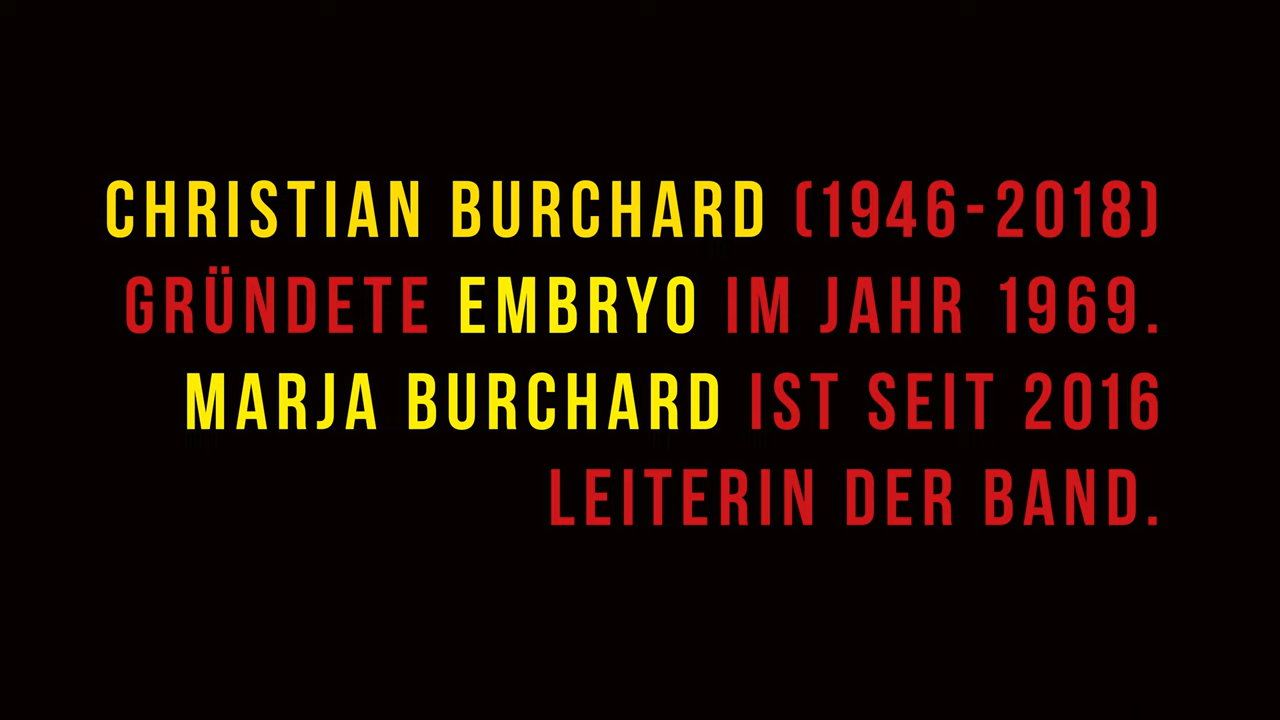 CHRISTIAN BURCHARD (1946-2018)
GRÜNDETE EMBRYO IM JAHR 1969.
MARJA BURCHARD IST SEIT 2016
LEITERIN DER BAND.